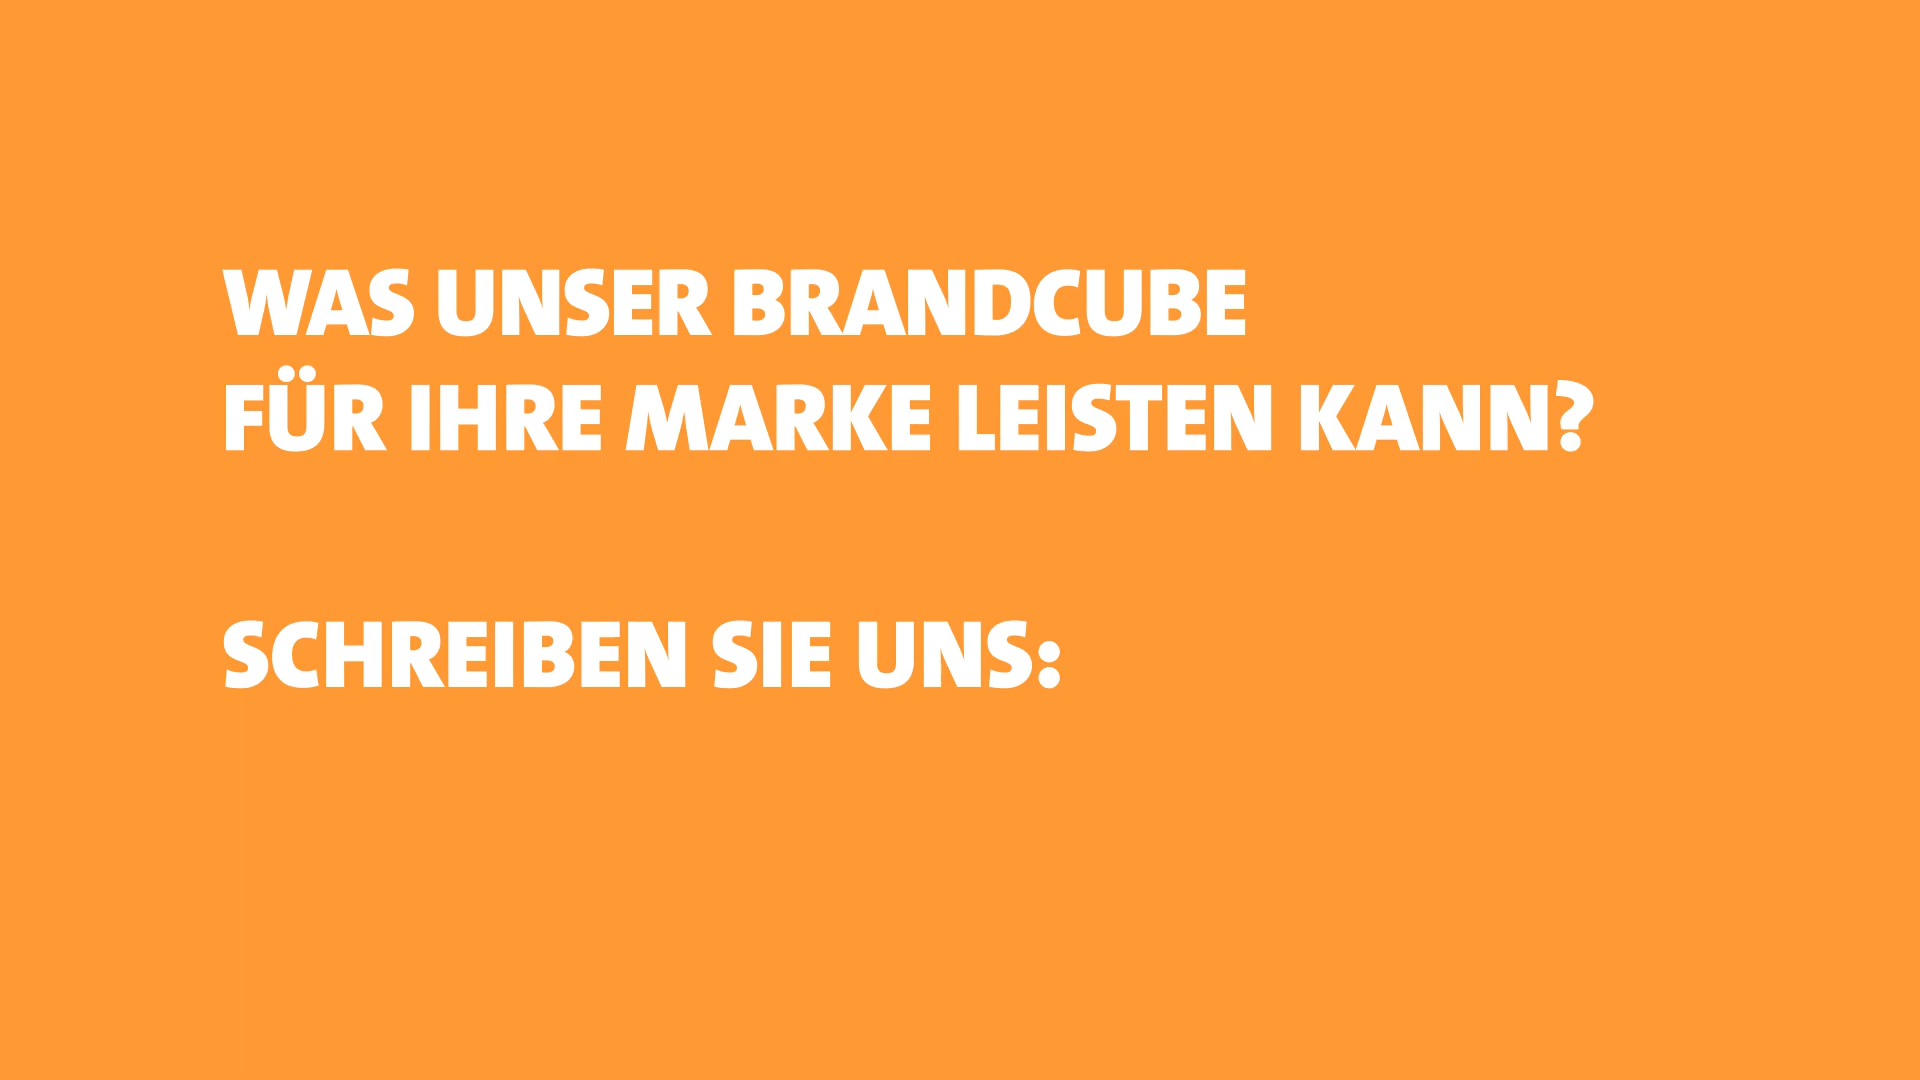 WAS UNSER BRANDCUBE
FÜR IHRE MARKE LEISTEN KANN?
SCHREIBEN SIE UNS: